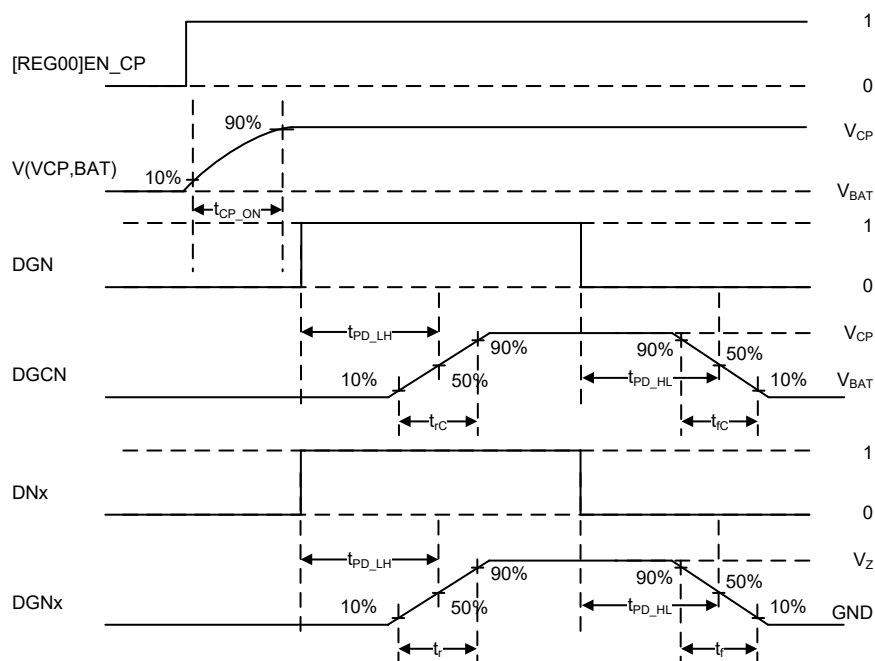 1
[REG00]EN_CP
0
90%
V_CP
V(VCP,BAT)
10%
V_BAT
t_CP_ON
1
DGN
0
t_PD_LH
V_CP
90%
90%
50%
DGCN
10%
50%
t_PD_HL
10%
V_BAT
t_rC
t_fC
1
DNx
0
t_PD_LH
V_Z
90%
90%
50%
DGNx
10%
50%
t_PD_HL
10%
GND
t_r
t_f